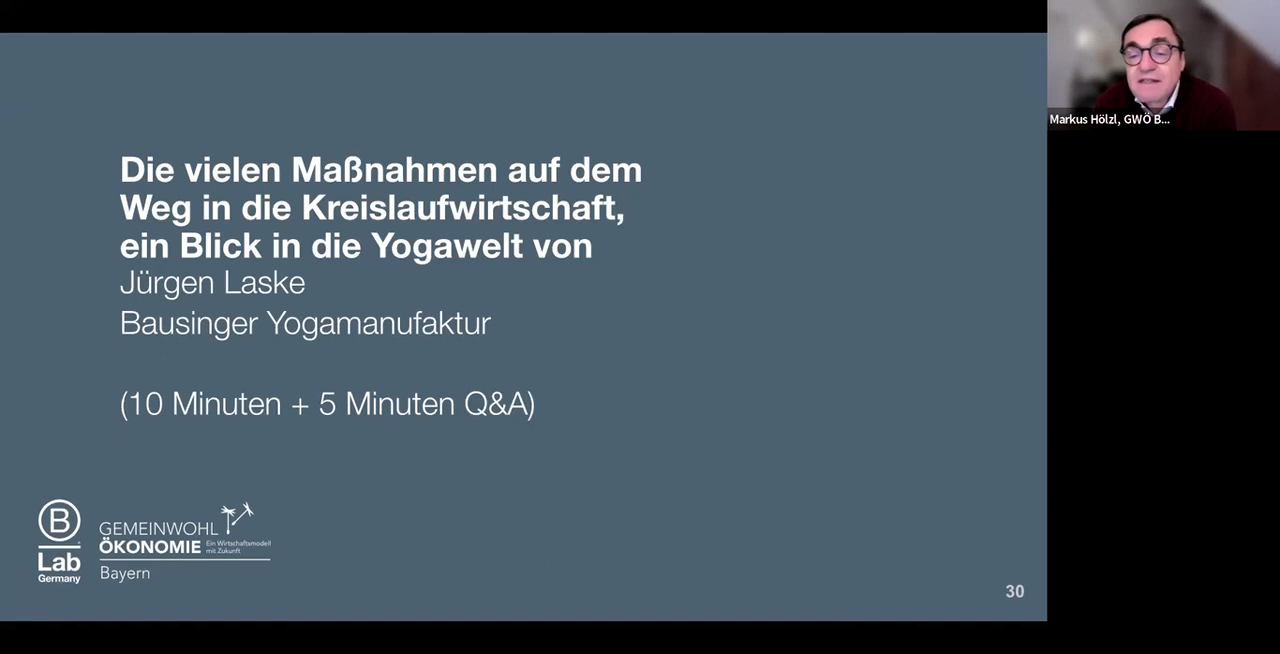 Die vielen Maßnahmen auf dem
Weg in die Kreislaufwirtschaft,
ein Blick in die Yogawelt von
Jürgen Laske
Bausinger Yogamanufaktur
(10 Minuten + 5 Minuten Q&A)
B
Lab
Germany
GEMEINWOHL
ÖKONOMIE
Ein Wirtschaftsmodell
mit Zukunft
Bayern
30
Markus Hölzl, GWÖ B...